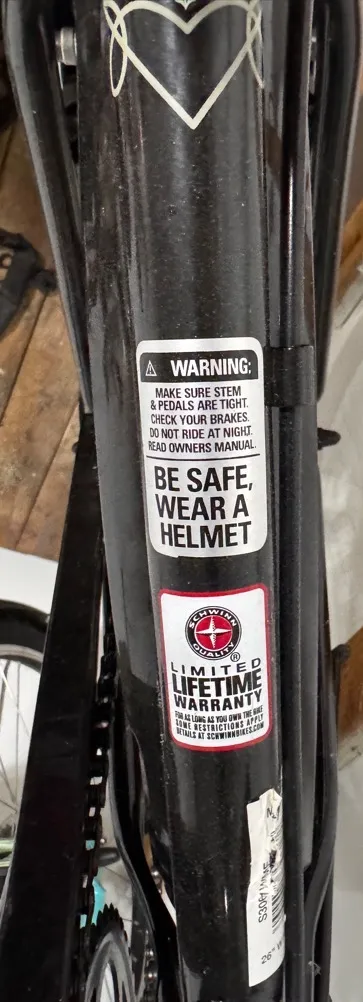 WARNING:
MAKE SURE STEM
& PEDALS ARE TIGHT.
CHECK YOUR BRAKES.
DO NOT RIDE AT NIGHT.
READ OWNERS MANUAL.
BE SAFE,
WEAR A
HELMET
SCHWINN
QUALITY
®
LIMITED
LIFETIME
WARRANTY
FOR AS LONG AS YOU OWN THE BIKE
SOME RESTRICTIONS APPLY
DETAILS AT SCHWINNBIKES.COM
26"